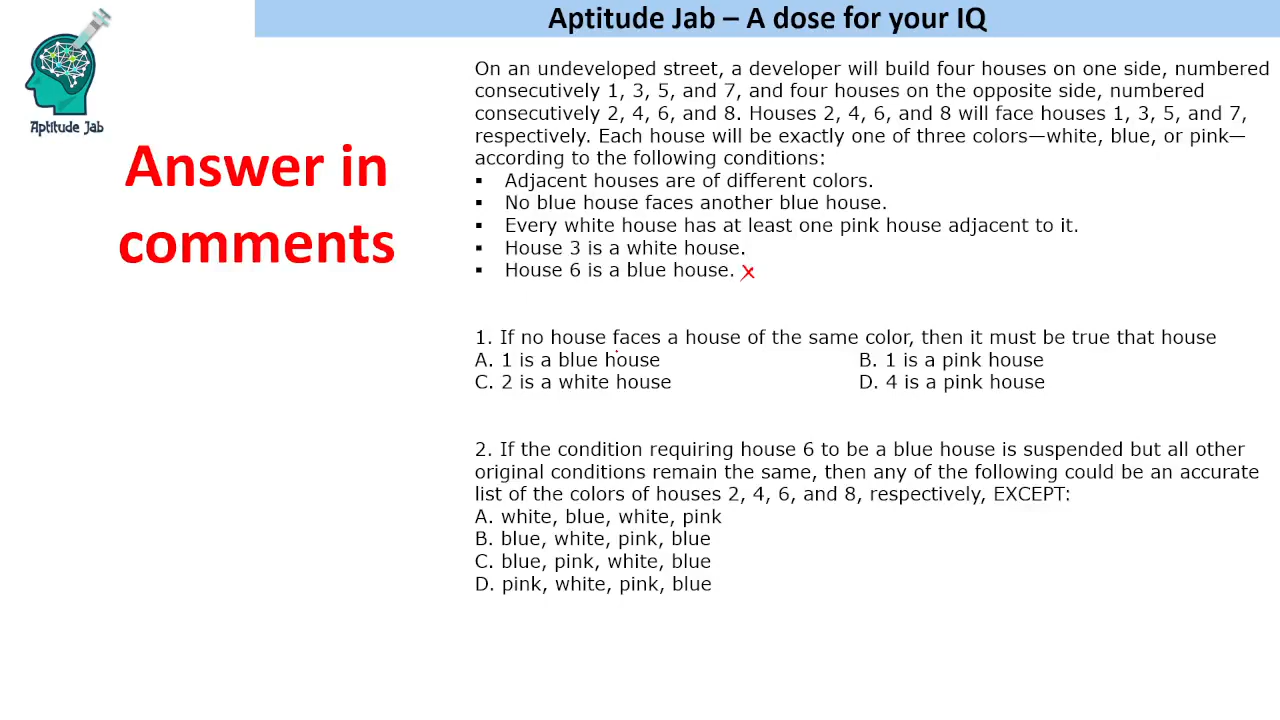 Aptitude Jab – A dose for your IQ
Aptitude Jab
Answer in
comments
On an undeveloped street, a developer will build four houses on one side, numbered
consecutively 1, 3, 5, and 7, and four houses on the opposite side, numbered
consecutively 2, 4, 6, and 8. Houses 2, 4, 6, and 8 will face houses 1, 3, 5, and 7,
respectively. Each house will be exactly one of three colors—white, blue, or pink—
according to the following conditions:
▪ Adjacent houses are of different colors.
▪ No blue house faces another blue house.
▪ Every white house has at least one pink house adjacent to it.
▪ House 3 is a white house.
▪ House 6 is a blue house.
1. If no house faces a house of the same color, then it must be true that house
A. 1 is a blue house B. 1 is a pink house
C. 2 is a white house D. 4 is a pink house
2. If the condition requiring house 6 to be a blue house is suspended but all other
original conditions remain the same, then any of the following could be an accurate
list of the colors of houses 2, 4, 6, and 8, respectively, EXCEPT:
A. white, blue, white, pink
B. blue, white, pink, blue
C. blue, pink, white, blue
D. pink, white, pink, blue